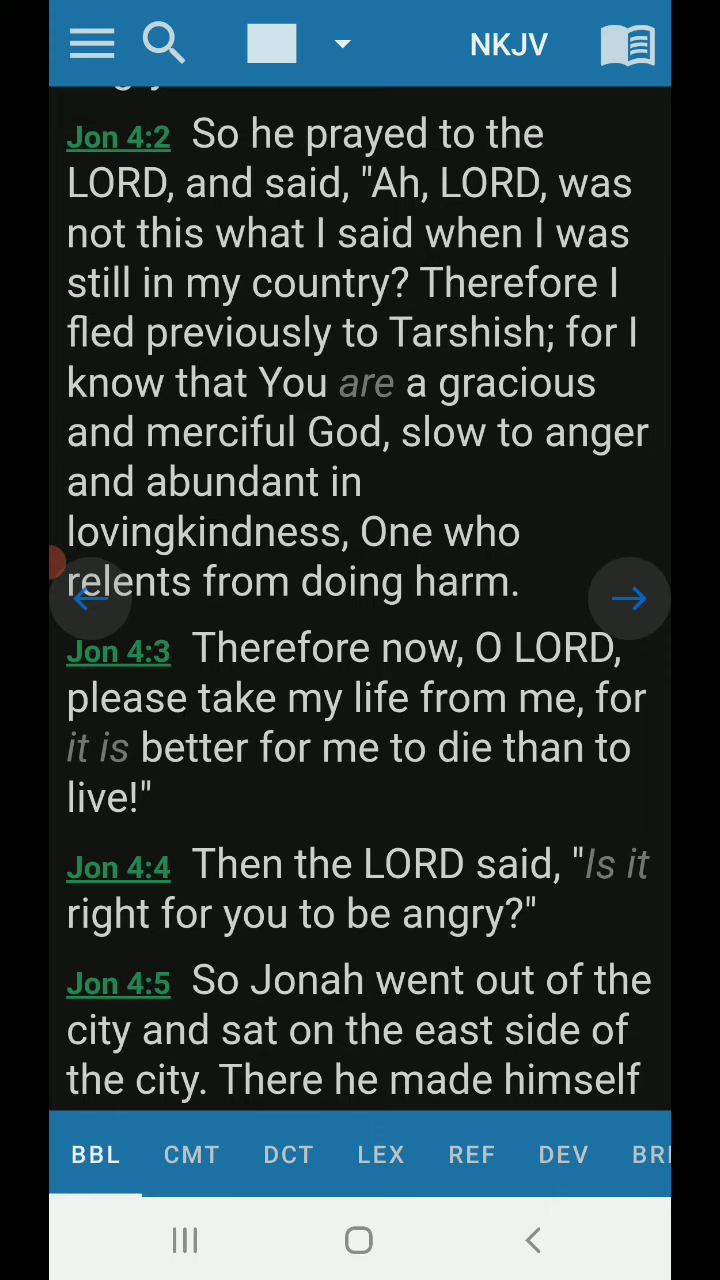 NKJV
Jon 4:2 So he prayed to the
LORD, and said, "Ah, LORD, was
not this what I said when I was
still in my country? Therefore I
fled previously to Tarshish; for I
know that You are a gracious
and merciful God, slow to anger
and abundant in
lovingkindness, One who
relents from doing harm.
Jon 4:3 Therefore now, O LORD,
please take my life from me, for
it is better for me to die than to
live!"
Jon 4:4 Then the LORD said, "Is it
right for you to be angry?"
Jon 4:5 So Jonah went out of the
city and sat on the east side of
the city. There he made himself
BBL CMT DCT LEX REF DEV